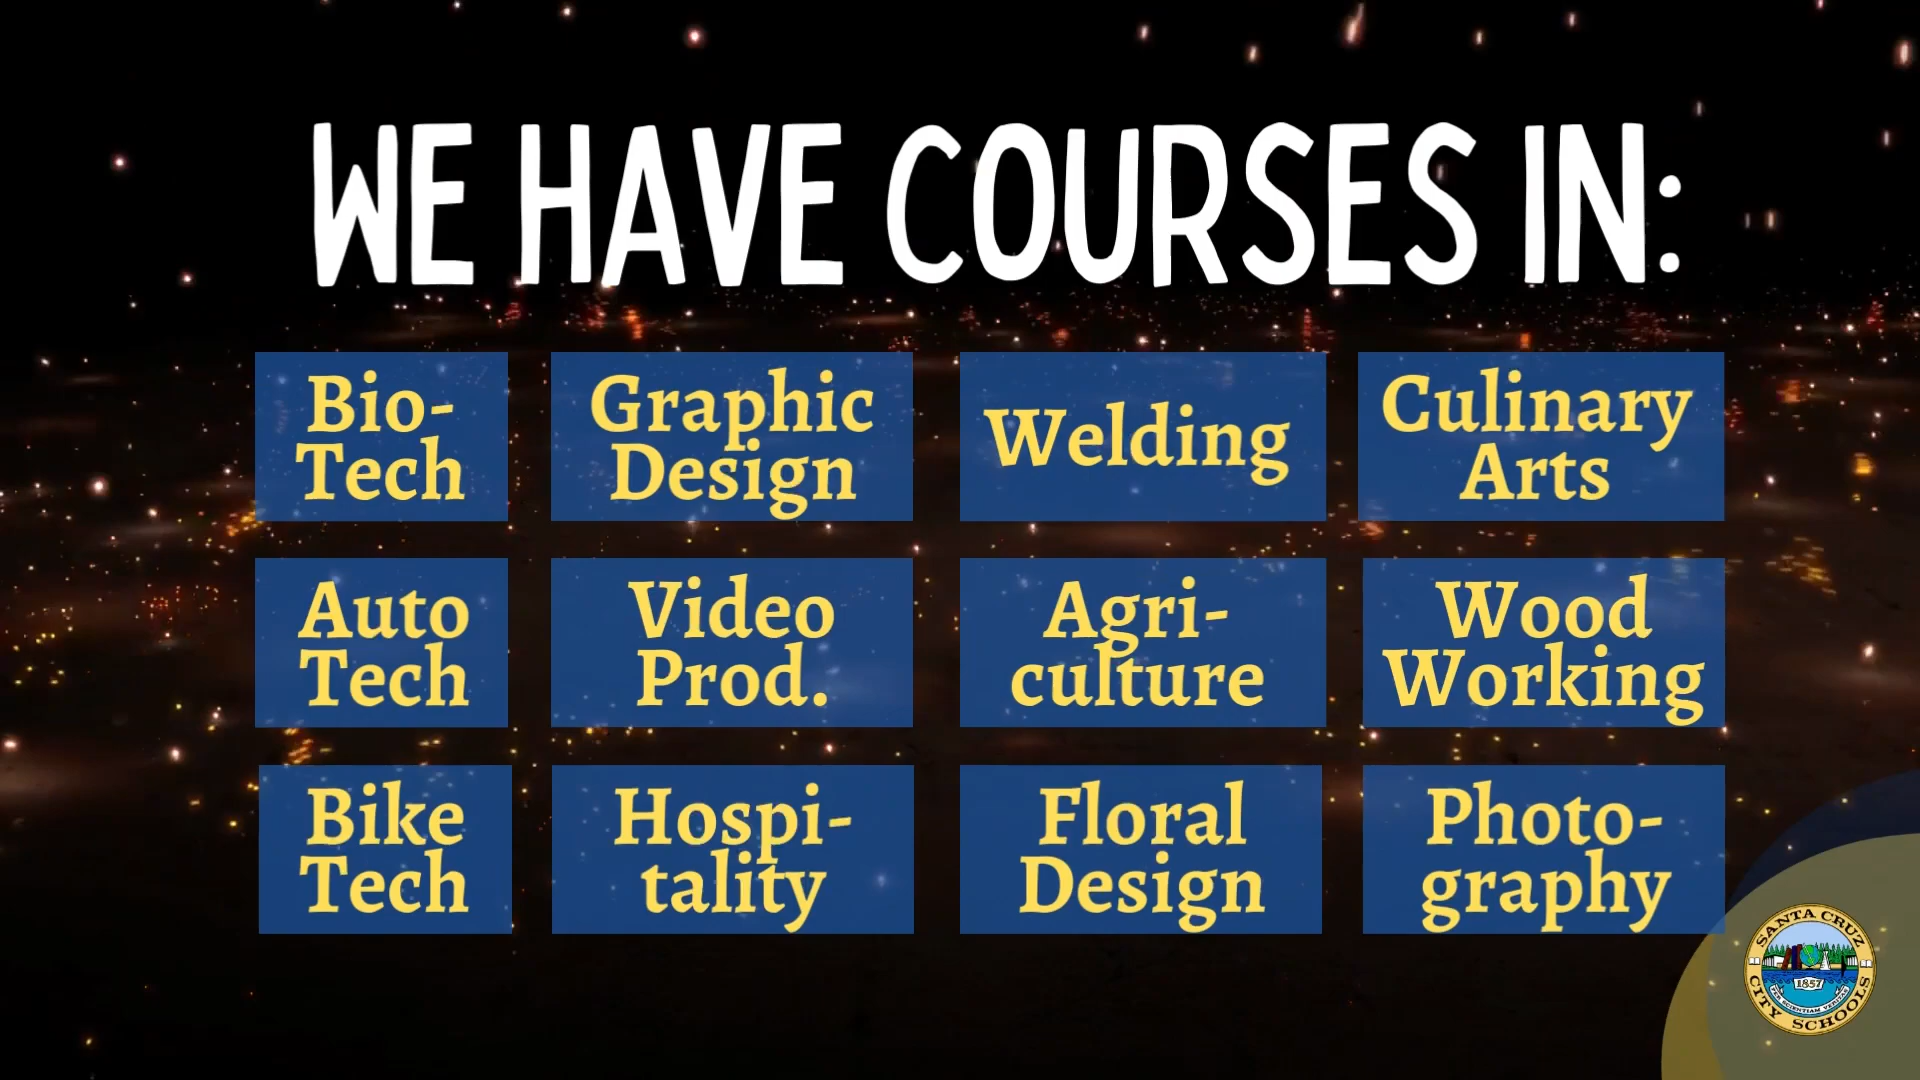 WE HAVE COURSES IN:
Bio-
Tech
Graphic
Design
Welding
Culinary
Arts
Auto
Tech
Video
Prod.
Agri-
culture
Wood
Working
Bike
Tech
Hospi-
tality
Floral
Design
Photo-
graphy
SANTA CRUZ
CITY SCHOOLS
1857